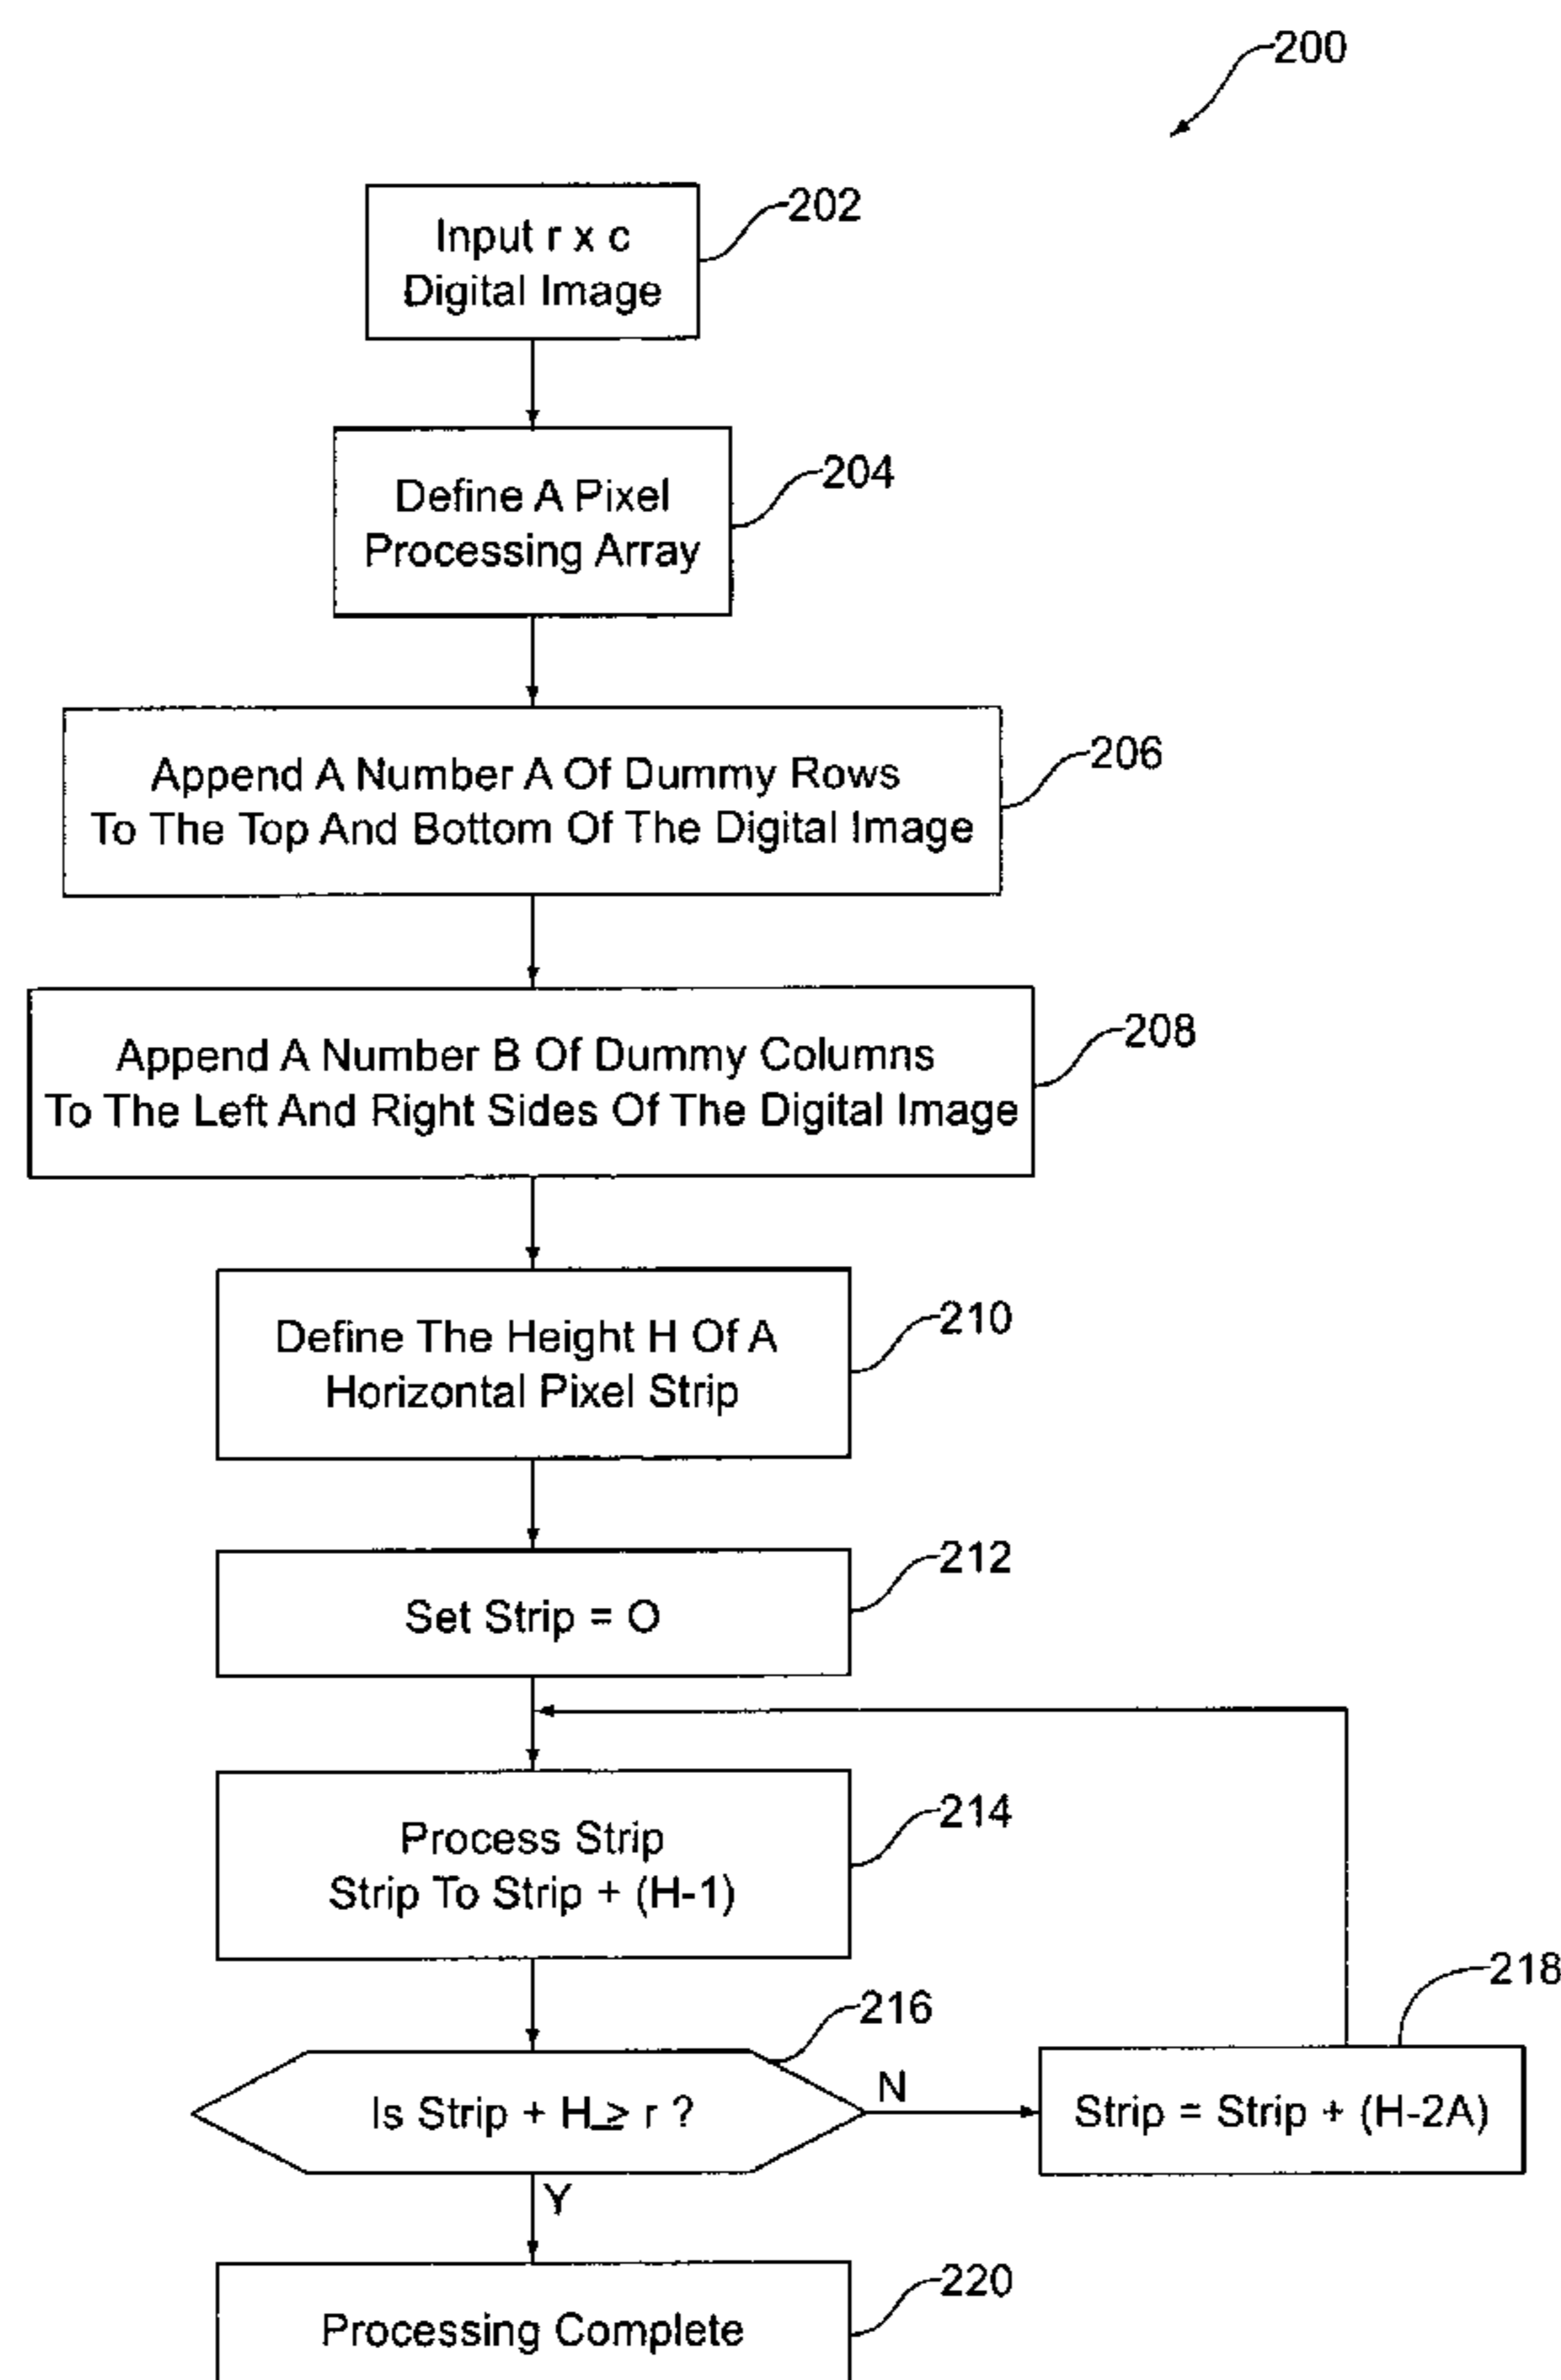 200
202
Input r x c
Digital Image
204
Define A Pixel
Processing Array
206
Append A Number A Of Dummy Rows
To The Top And Bottom Of The Digital Image
208
Append A Number B Of Dummy Columns
To The Left And Right Sides Of The Digital Image
210
Define The Height H Of A
Horizontal Pixel Strip
212
Set Strip = O
214
Process Strip
Strip To Strip + (H-1)
216
Is Strip + H ≥ r ?
N
218
Strip = Strip + (H-2A)
Y
220
Processing Complete